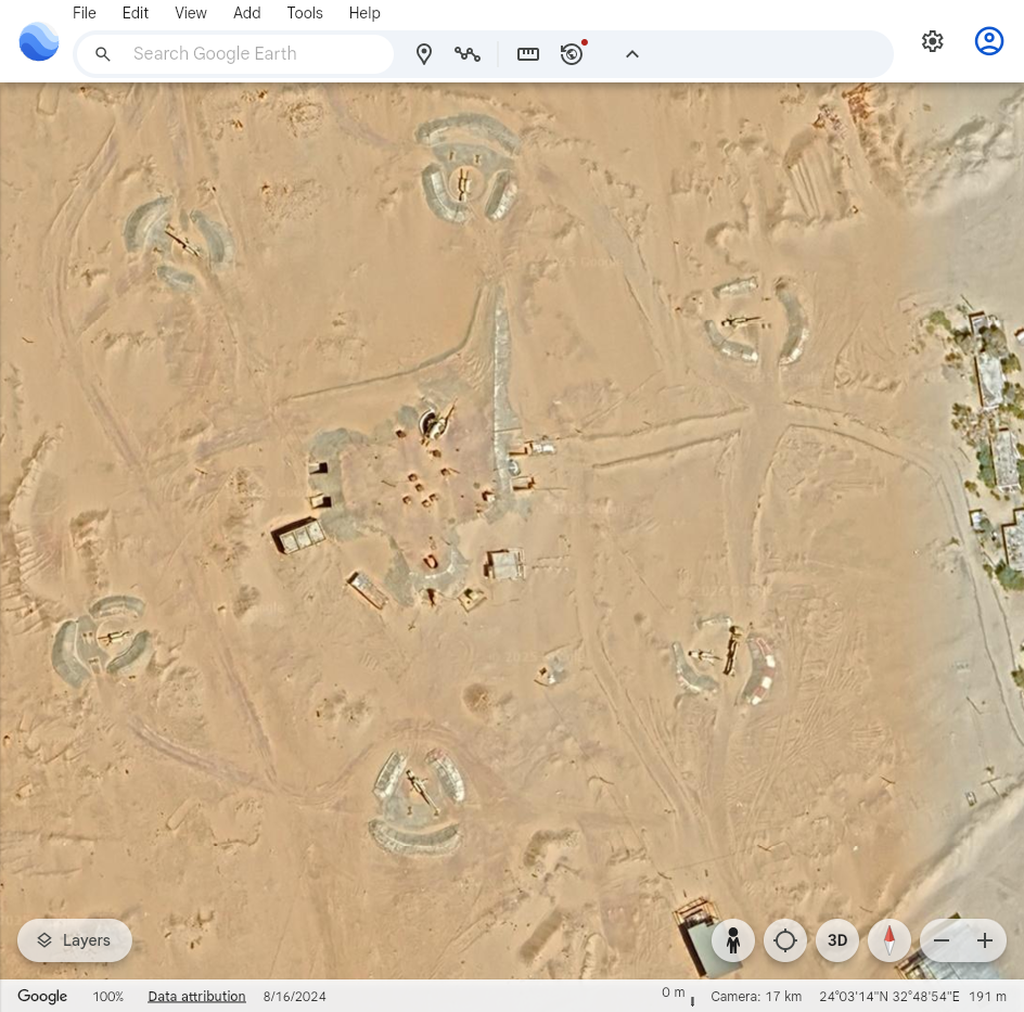 File Edit View Add Tools Help
Search Google Earth
Layers
3D
Google 100% Data attribution 8/16/2024 0 m Camera: 17 km 24°03'14"N 32°48'54"E 191 m